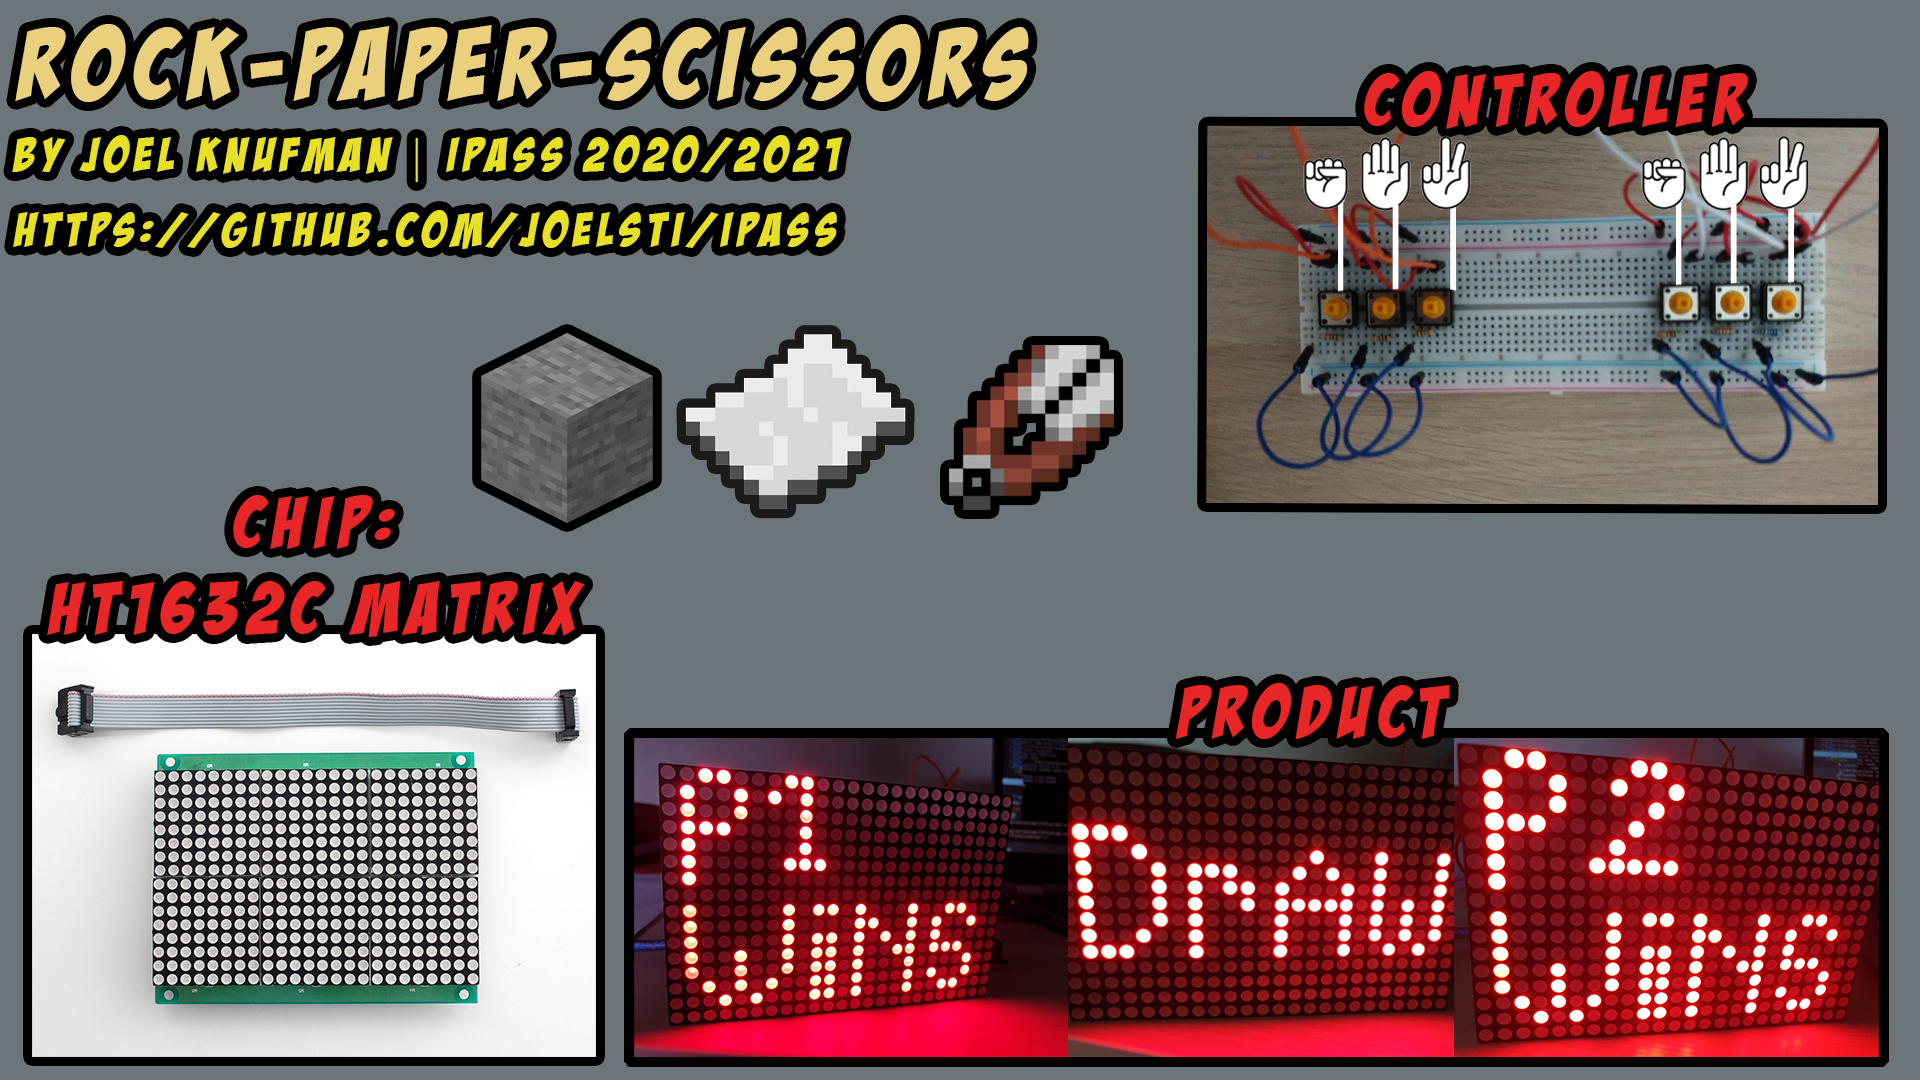 ROCK-PAPER-SCISSORS
BY JOEL KNUFMAN | IPASS 2020/2021
HTTPS://GITHUB.COM/JOELSTI/IPASS
CONTROLLER
CHIP:
HT1632C MATRIX
PRODUCT
P1
WINS
DrAW
P2
WINS